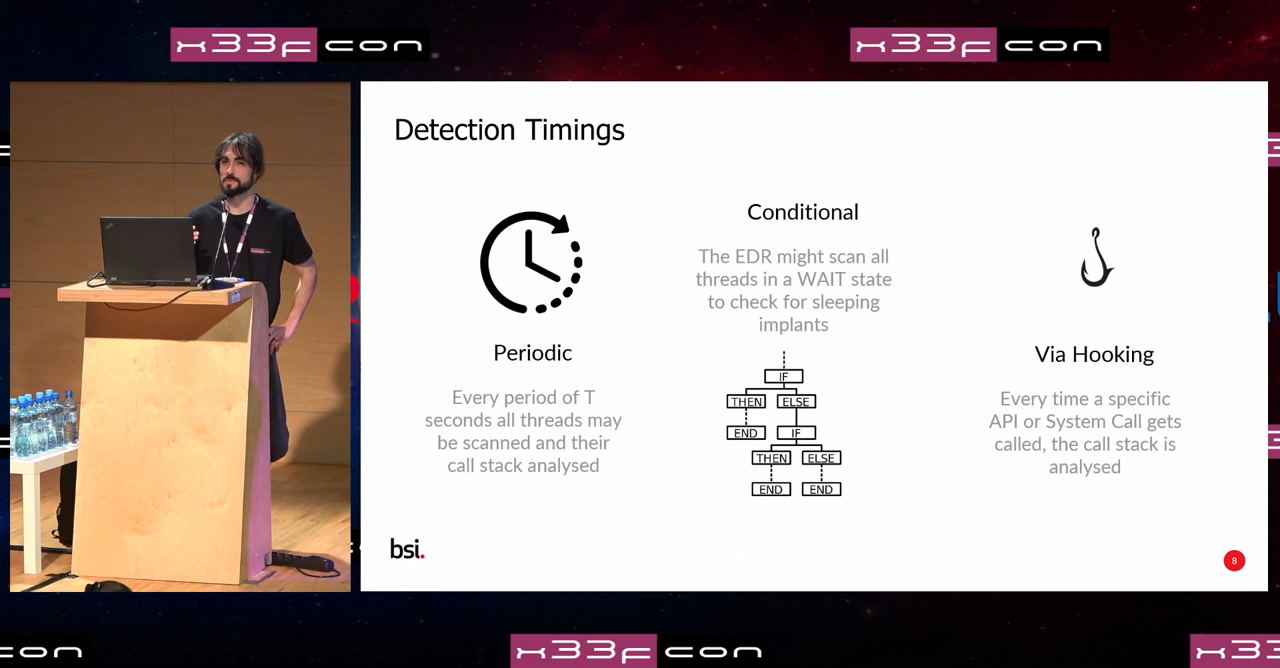 x33fcon
x33fcon
Detection Timings
Periodic
Every period of T
seconds all threads may
be scanned and their
call stack analysed
Conditional
The EDR might scan all
threads in a WAIT state
to check for sleeping
implants
IF
THEN ELSE
END IF
THEN ELSE
END END
Via Hooking
Every time a specific
API or System Call gets
called, the call stack is
analysed
bsi.
8
con
x33fcon
x33